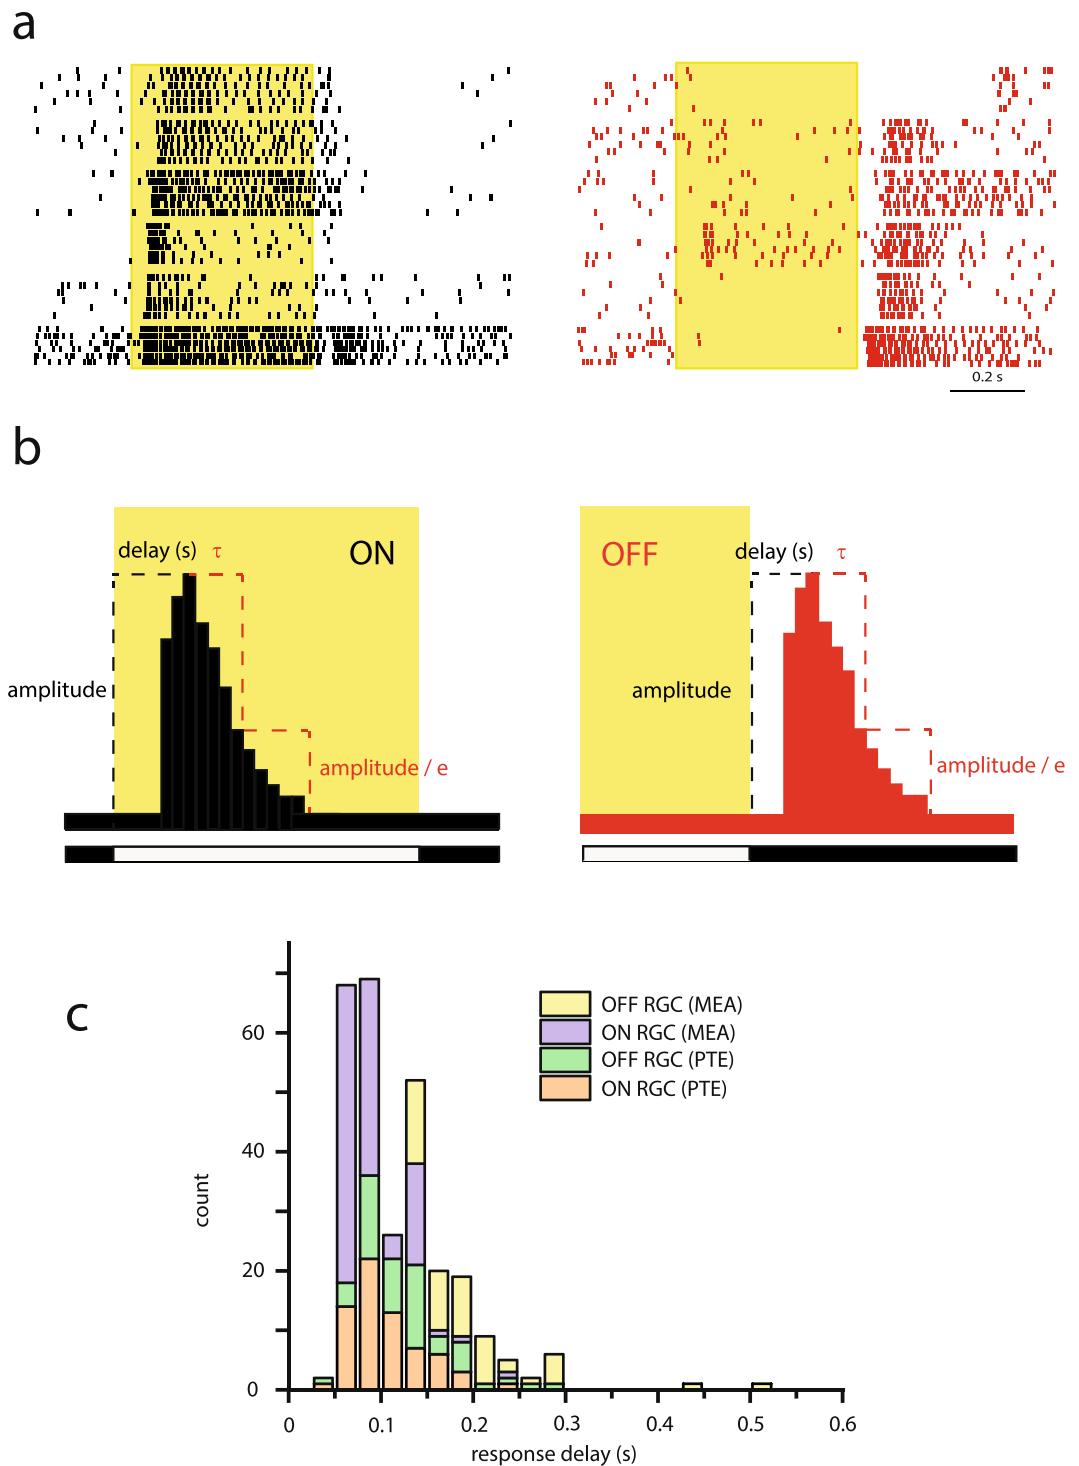 a
0.2 s
b
delay (s) τ
ON
amplitude
amplitude / e
OFF
delay (s) τ
amplitude
amplitude / e
c
OFF RGC (MEA)
ON RGC (MEA)
OFF RGC (PTE)
ON RGC (PTE)
count
60
40
20
0
0 0.1 0.2 0.3 0.4 0.5 0.6
response delay (s)